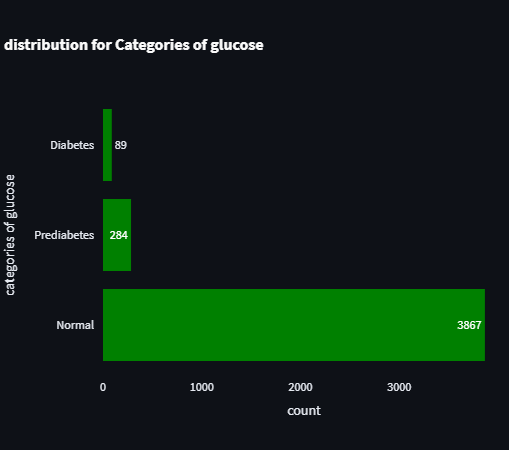 distribution for Categories of glucose
categories of glucose
Diabetes
89
Prediabetes
284
Normal
3867
0 1000 2000 3000
count